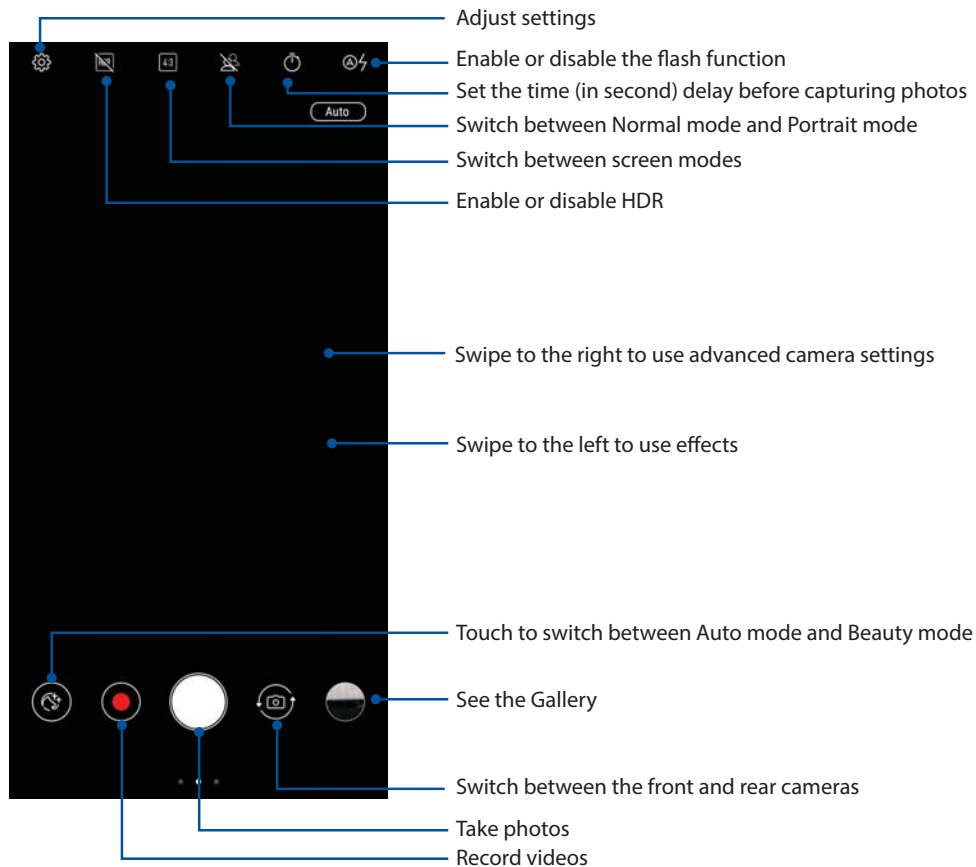 Adjust settings
Enable or disable the flash function
HDR
4:3
A
Set the time (in second) delay before capturing photos
Auto
Switch between Normal mode and Portrait mode
Switch between screen modes
Enable or disable HDR
Swipe to the right to use advanced camera settings
Swipe to the left to use effects
Touch to switch between Auto mode and Beauty mode
See the Gallery
Switch between the front and rear cameras
Take photos
Record videos